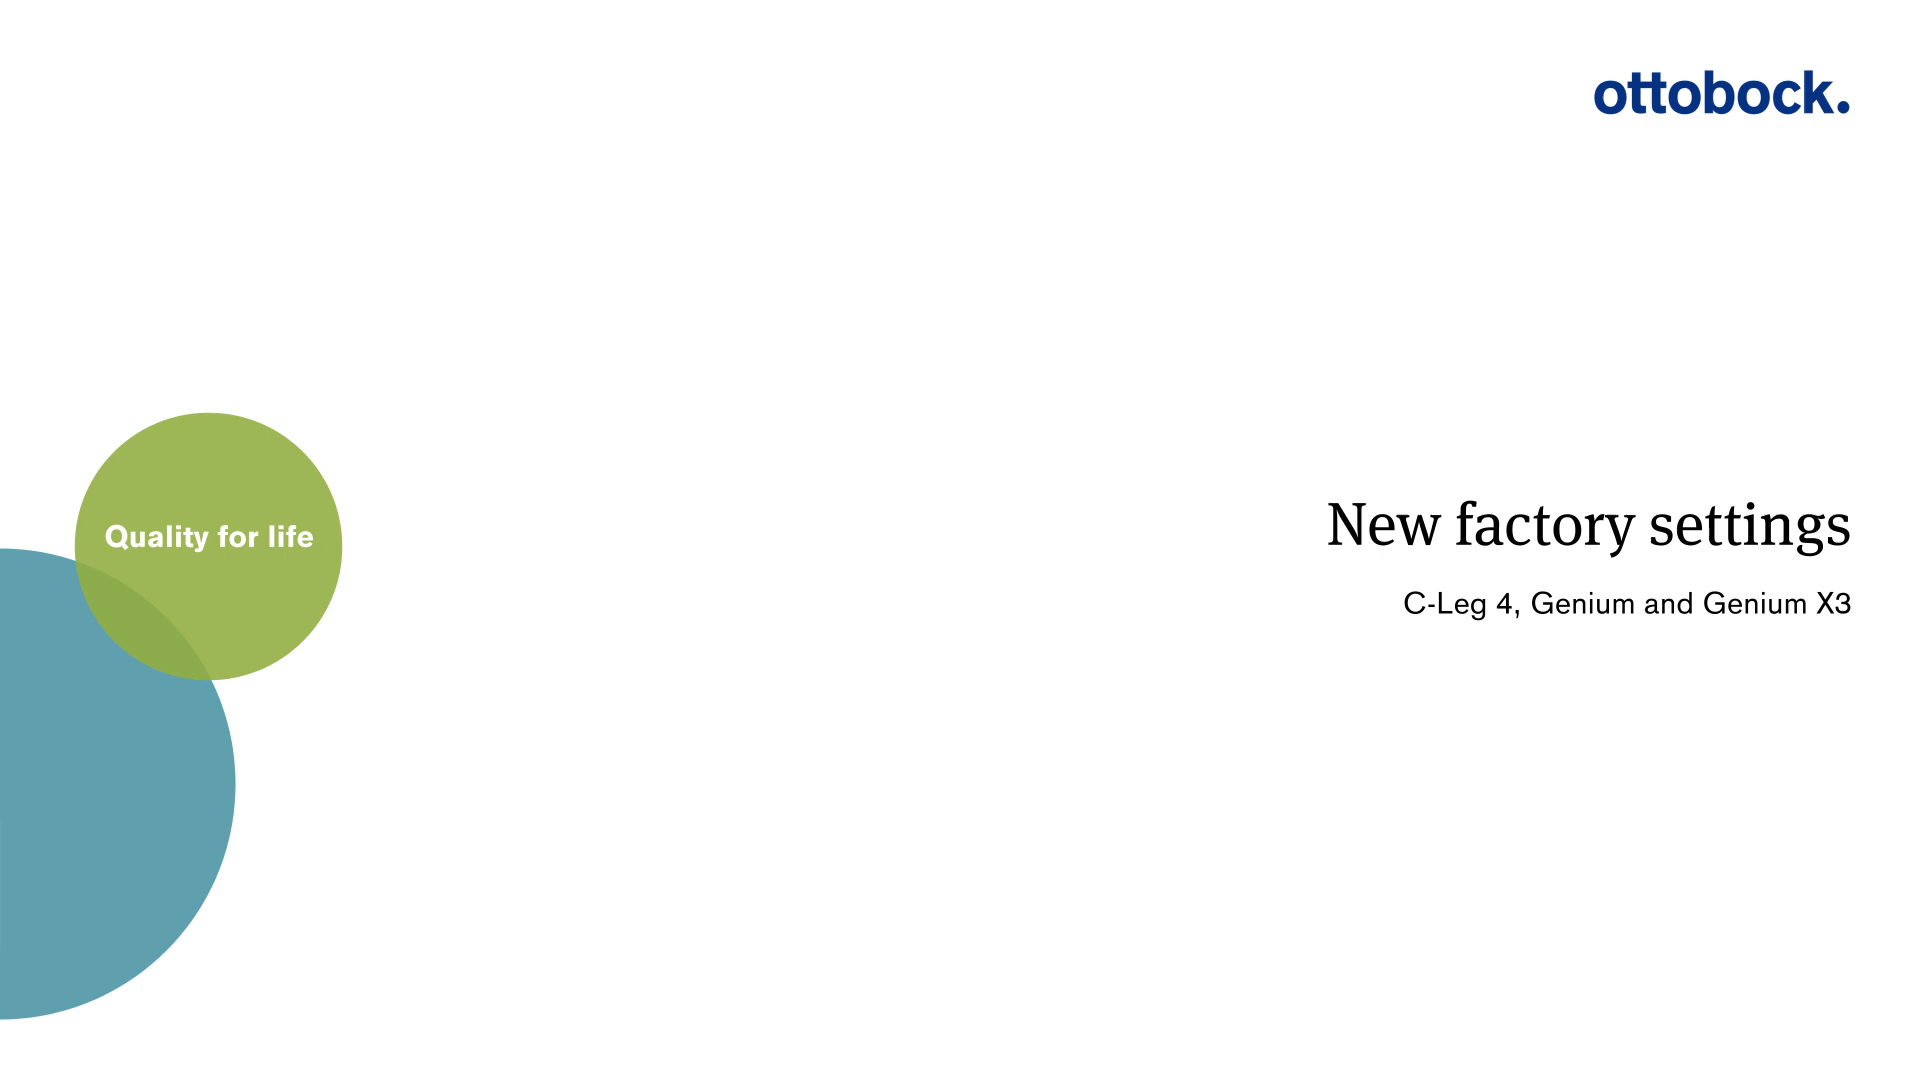 ottobock.
Quality for life
New factory settings
C-Leg 4, Genium and Genium X3